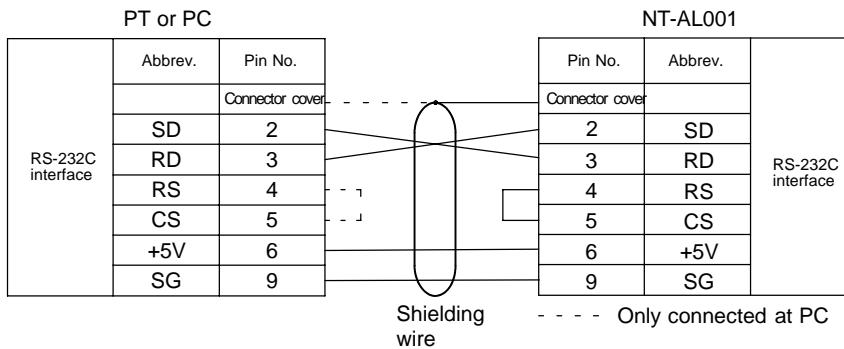 PT or PC
NT-AL001
Abbrev. Pin No.
Pin No. Abbrev.
Connector cover
Connector cover
RS-232C
interface
SD 2
RD 3
RS 4
CS 5
+5V 6
SG 9
2 SD
3 RD
4 RS
5 CS
6 +5V
9 SG
RS-232C
interface
Shielding
wire
Only connected at PC